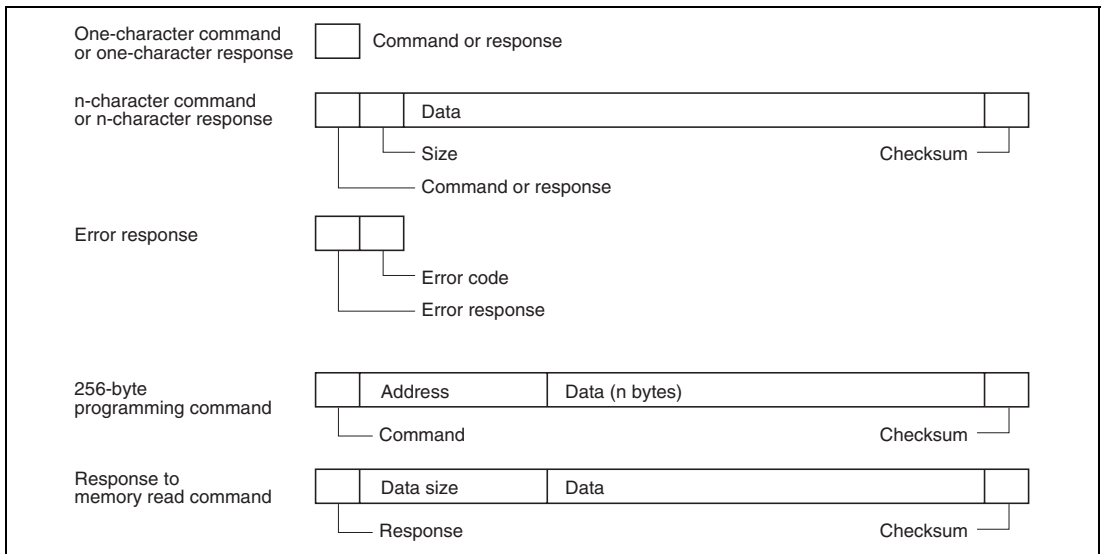 One-character command
or one-character response
Command or response
n-character command
or n-character response
Data
Size
Checksum
Command or response
Error response
Error code
Error response
256-byte
programming command
Address
Data (n bytes)
Command
Checksum
Response to
memory read command
Data size
Data
Response
Checksum